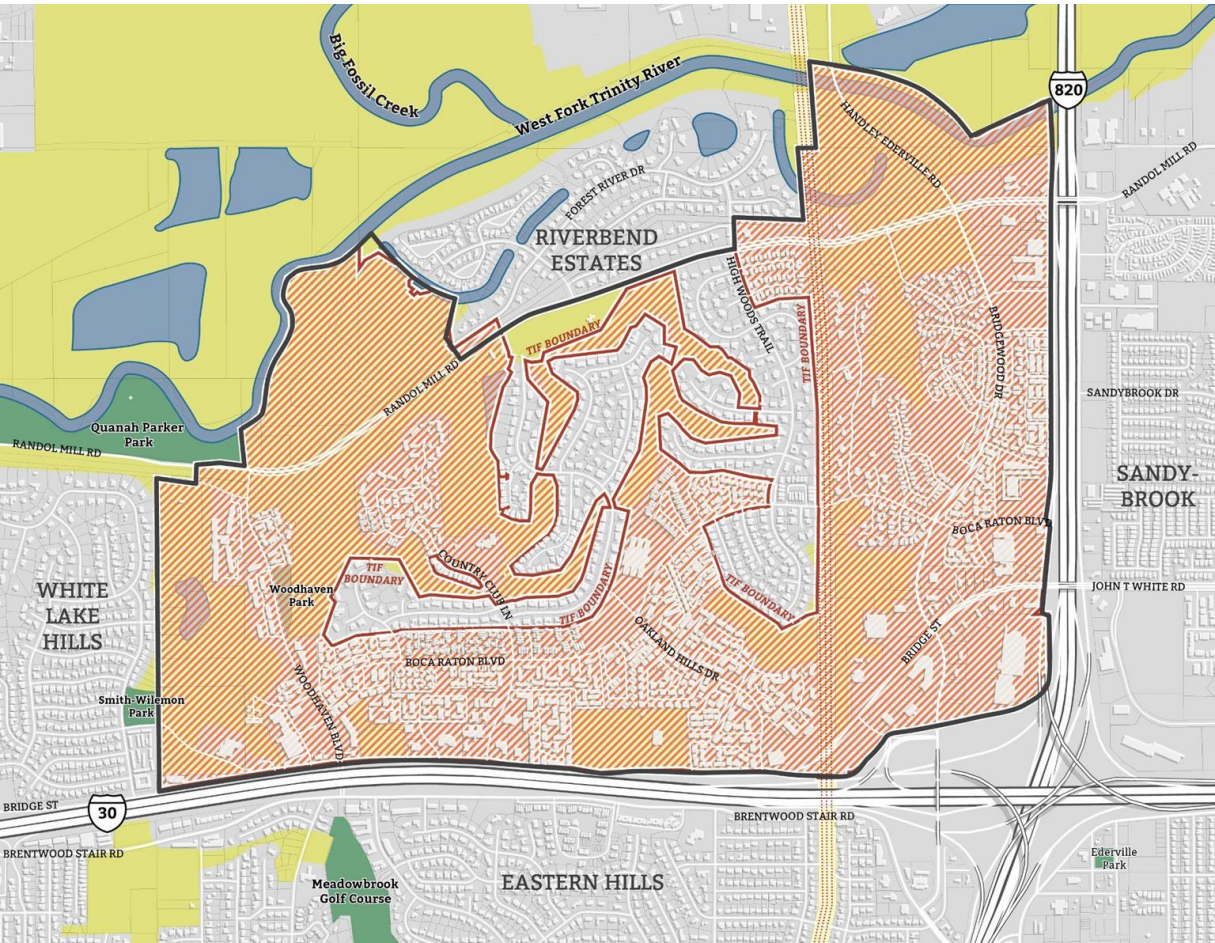 Big Fossil Creek
West Fork Trinity River
820
HANDLEY EDERVILLE RD
RANDOL MILL RD
FOREST RIVER DR
RIVERBEND
ESTATES
HIGH WOODS TRAIL
TIF BOUNDARY
TIF BOUNDARY
BRIDGEWOOD DR
RANDOL MILL RD
SANDYBROOK DR
Quanah Parker
Park
RANDOL MILL RD
SANDY-
BROOK
BOCA RATON BLVD
WHITE
LAKE
HILLS
Woodhaven
Park
TIF
BOUNDARY
COUNTRY CLUB LN
TIF BOUNDARY
TIF BOUNDARY
JOHN T WHITE RD
OAKLAND HILLS DR
BRIDGE ST
BOCA RATON BLVD
WOODHAVEN BLVD
Smith-Wilemon
Park
BRIDGE ST
30
BRENTWOOD STAIR RD
BRENTWOOD STAIR RD
Ederville
Park
Meadowbrook
Golf Course
EASTERN HILLS